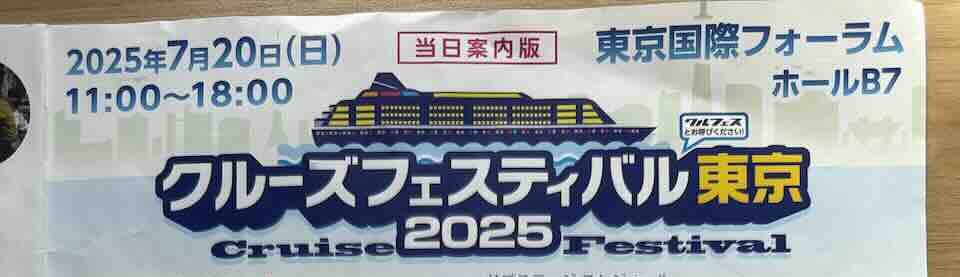 2025年7月20日(日)
11:00～18:00
当日案内版
東京国際フォーラム
ホールB7
クルフェス
とお呼びください!
クルーズフェスティバル東京
2025
Cruise Festival